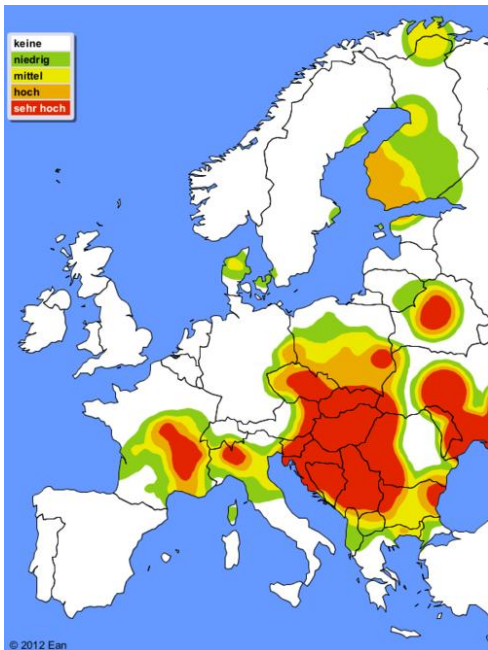 keine
niedrig
mittel
hoch
sehr hoch
© 2012 Ean